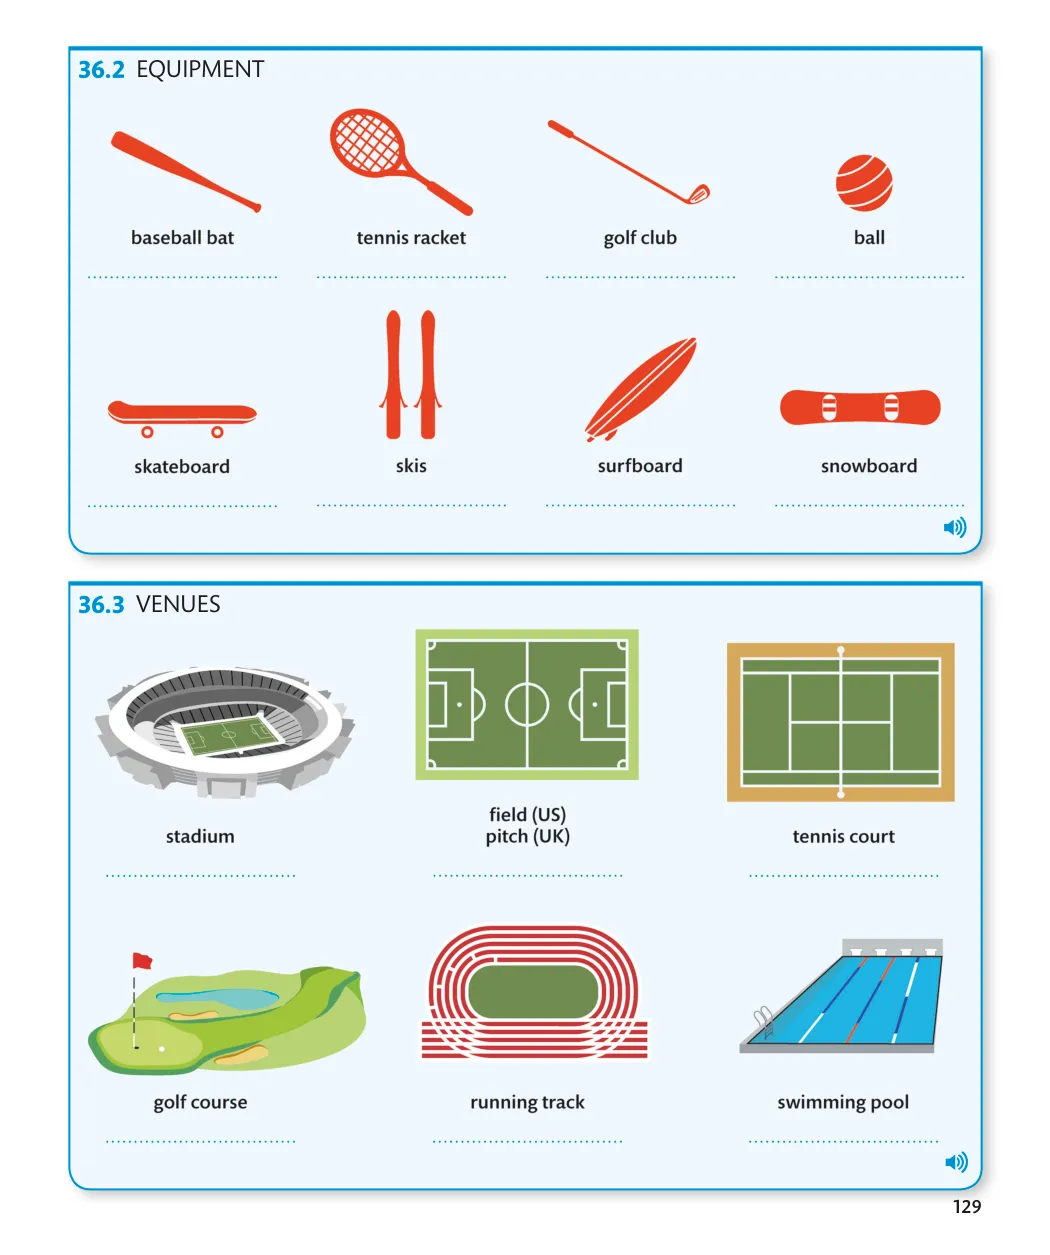 36.2 EQUIPMENT
baseball bat
tennis racket
golf club
ball
skateboard
skis
surfboard
snowboard
36.3 VENUES
stadium
field (US)
pitch (UK)
tennis court
golf course
running track
swimming pool
129